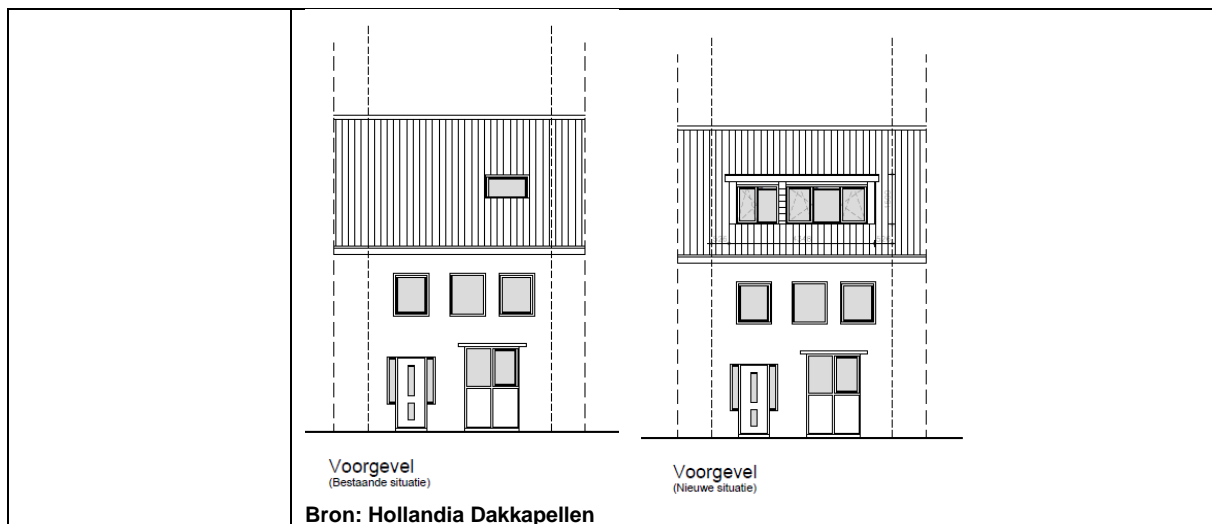 Voorgevel
(Bestaande situatie)
Voorgevel
(Nieuwe situatie)
Bron: Hollandia Dakkapellen